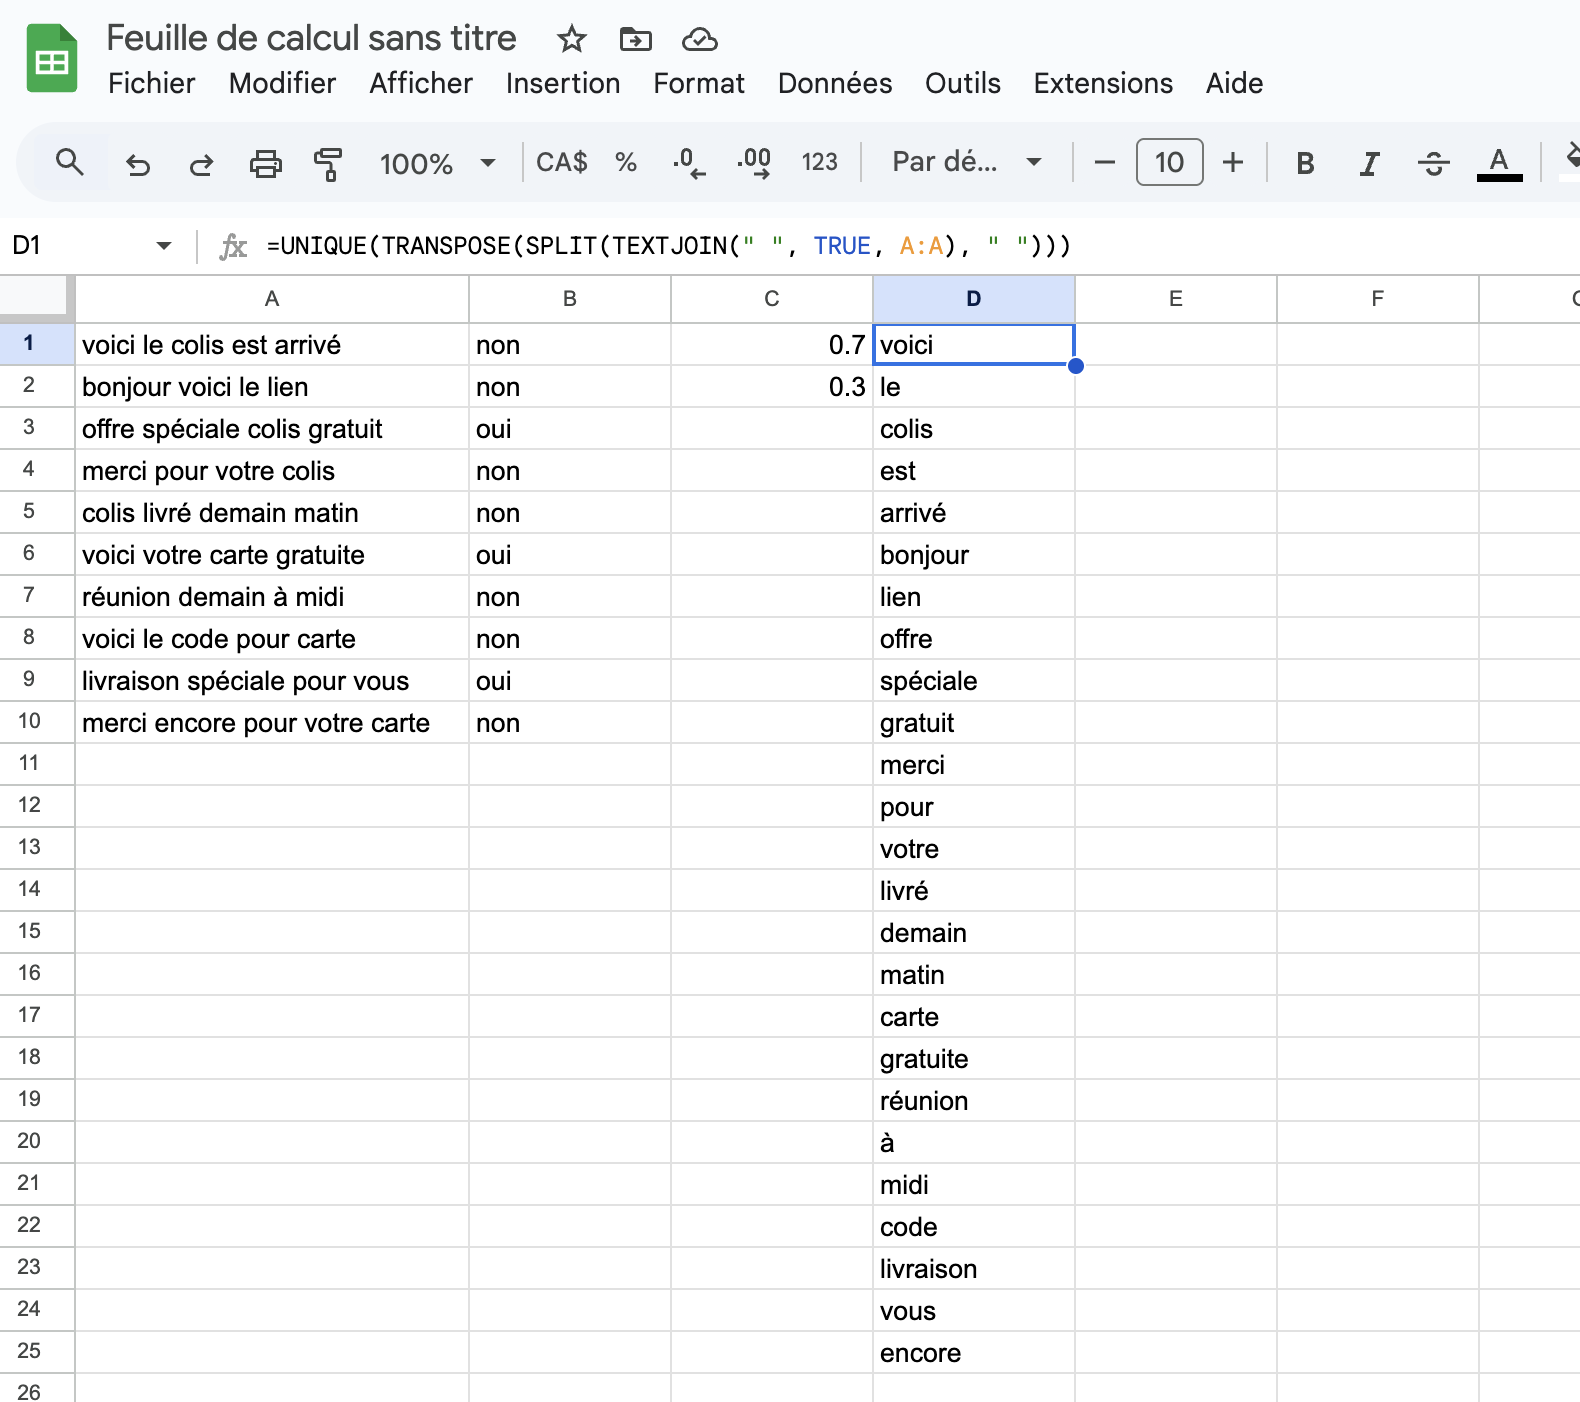 Feuille de calcul sans titre
Fichier Modifier Afficher Insertion Format Données Outils Extensions Aide
100% CA$ % .0 .00 123 Par dé... 10 B I A
D1 fx =UNIQUE(TRANSPOSE(SPLIT(TEXTJOIN(" ", TRUE, A:A), " ")))
A B C D E F
1 voici le colis est arrivé non 0.7 voici
2 bonjour voici le lien non 0.3 le
3 offre spéciale colis gratuit oui colis
4 merci pour votre colis non est
5 colis livré demain matin non arrivé
6 voici votre carte gratuite oui bonjour
7 réunion demain à midi non lien
8 voici le code pour carte non offre
9 livraison spéciale pour vous oui spéciale
10 merci encore pour votre carte non gratuit
11 merci
12 pour
13 votre
14 livré
15 demain
16 matin
17 carte
18 gratuite
19 réunion
20 à
21 midi
22 code
23 livraison
24 vous
25 encore
26